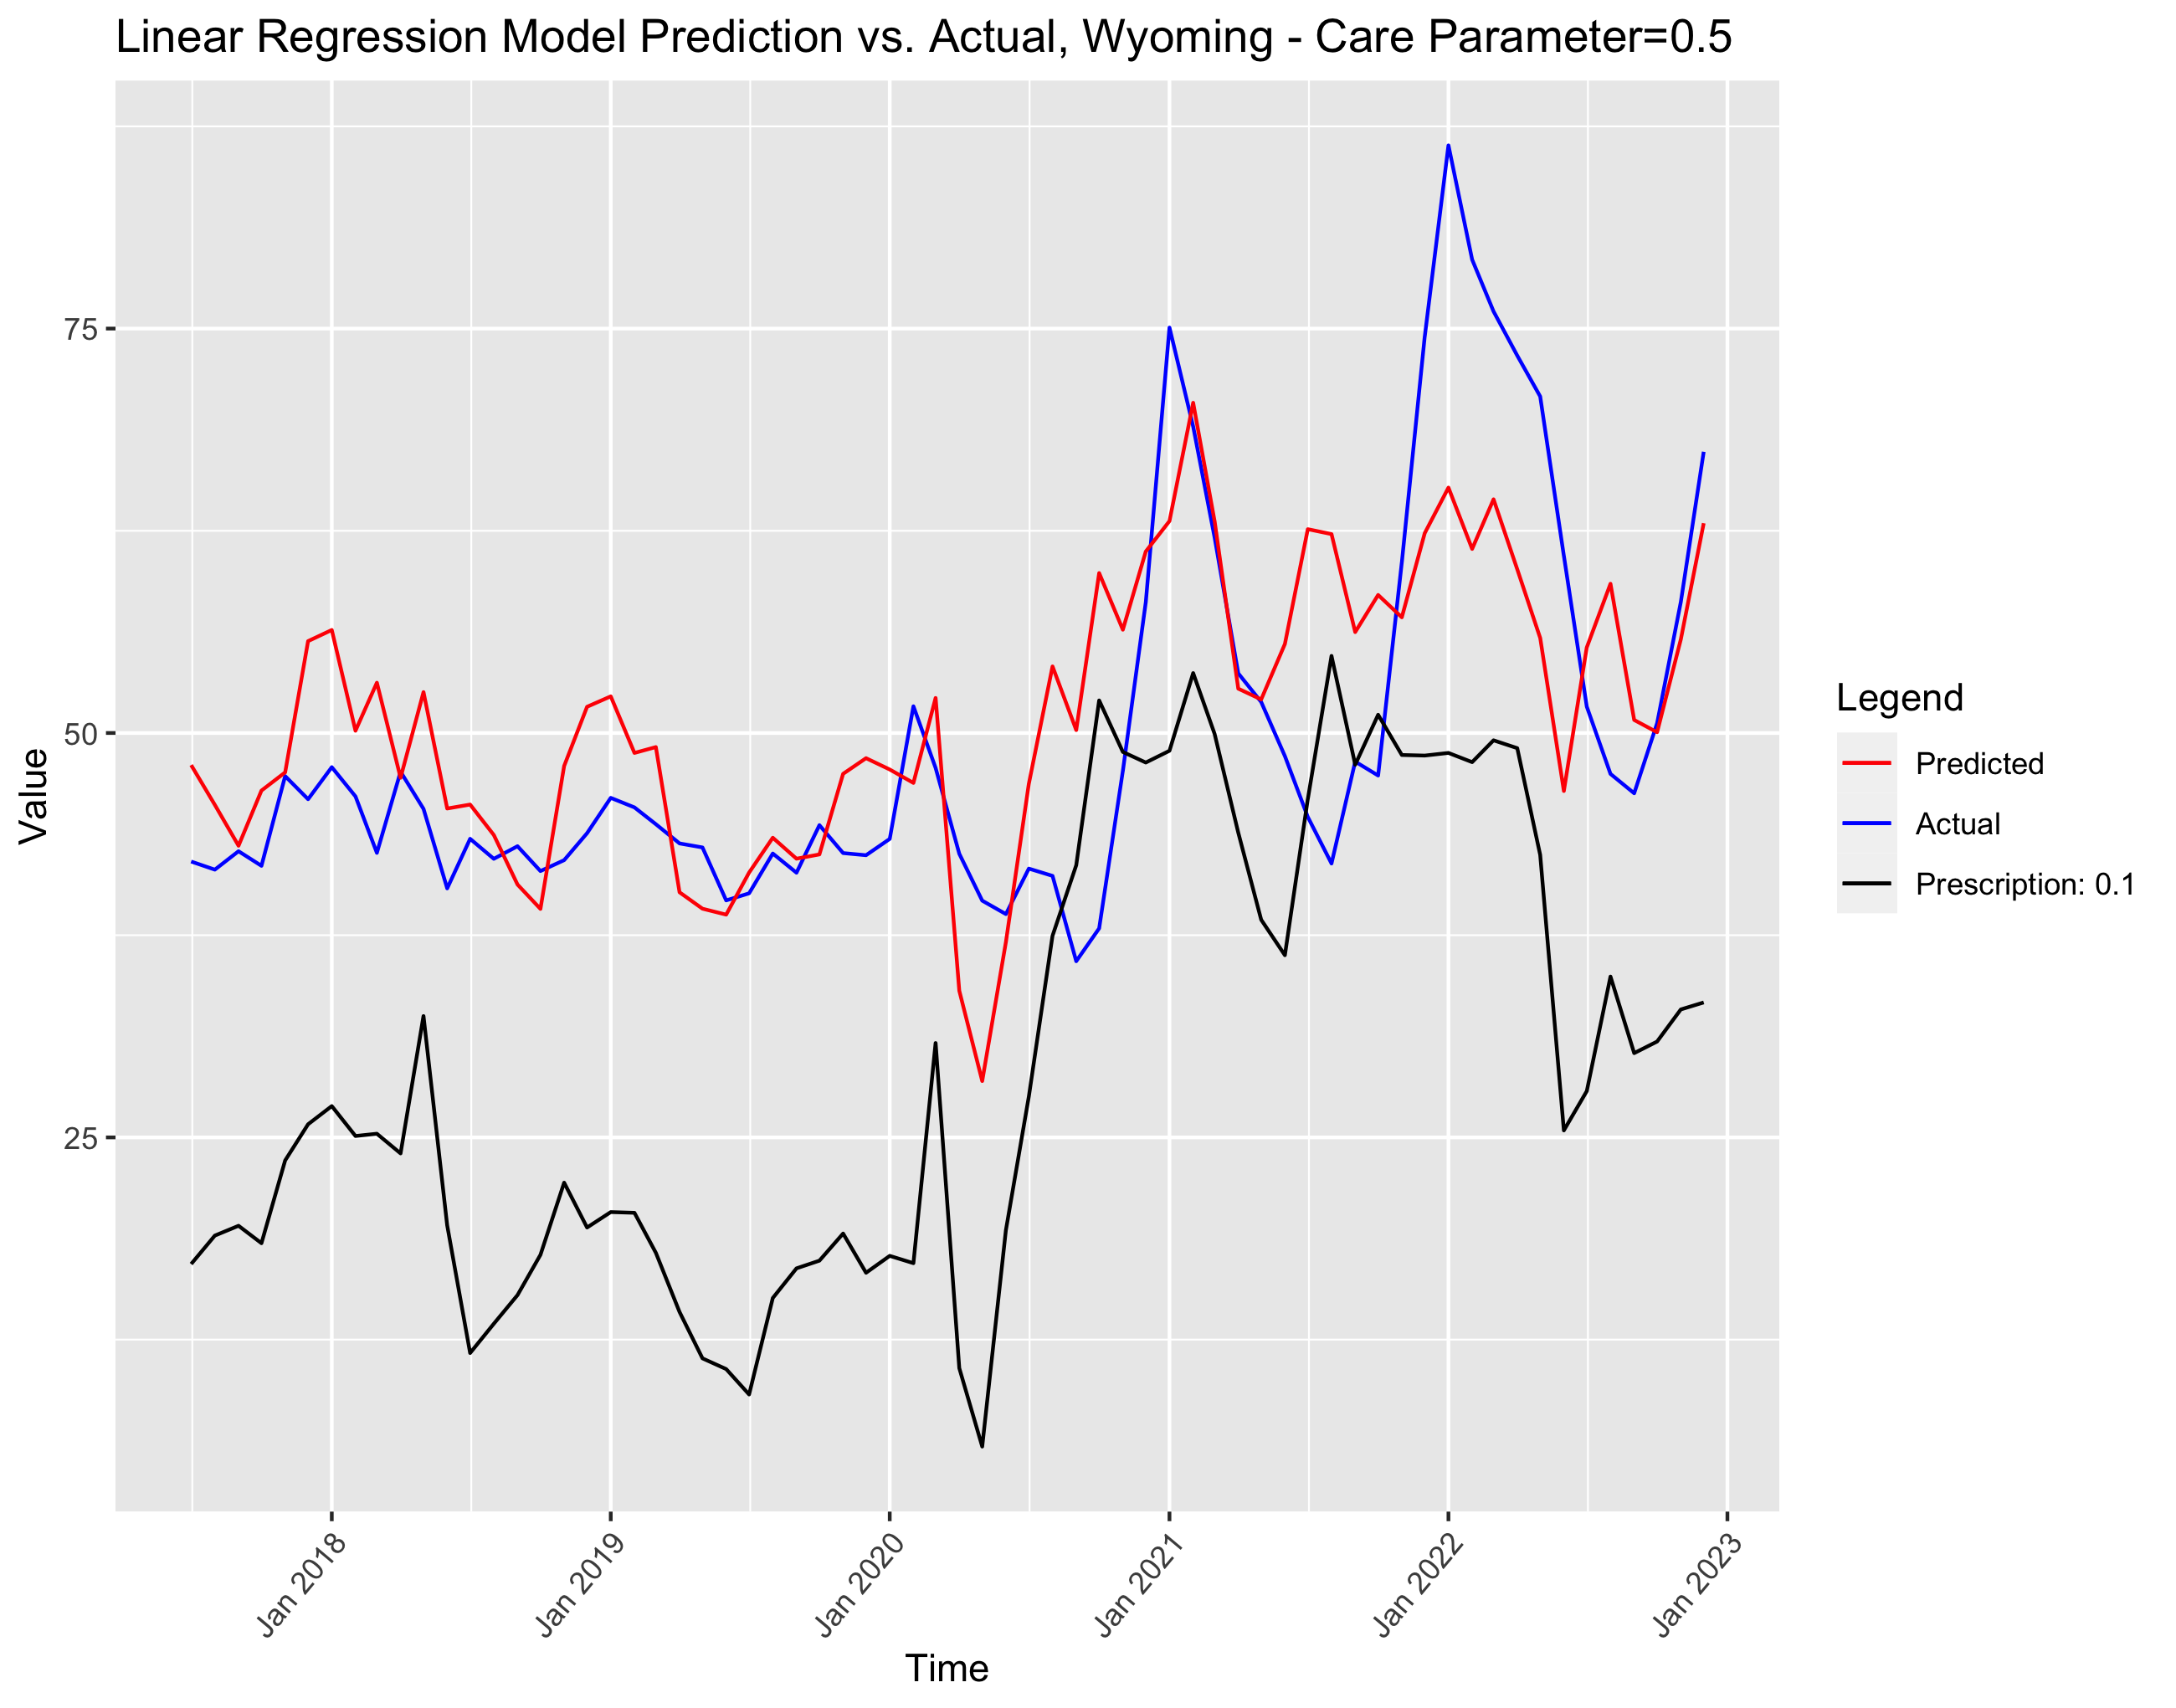 Linear Regression Model Prediction vs. Actual, Wyoming - Care Parameter=0.5
Value
75
50
25
Jan 2018
Jan 2019
Jan 2020
Jan 2021
Jan 2022
Jan 2023
Time
Legend
Predicted
Actual
Prescription: 0.1